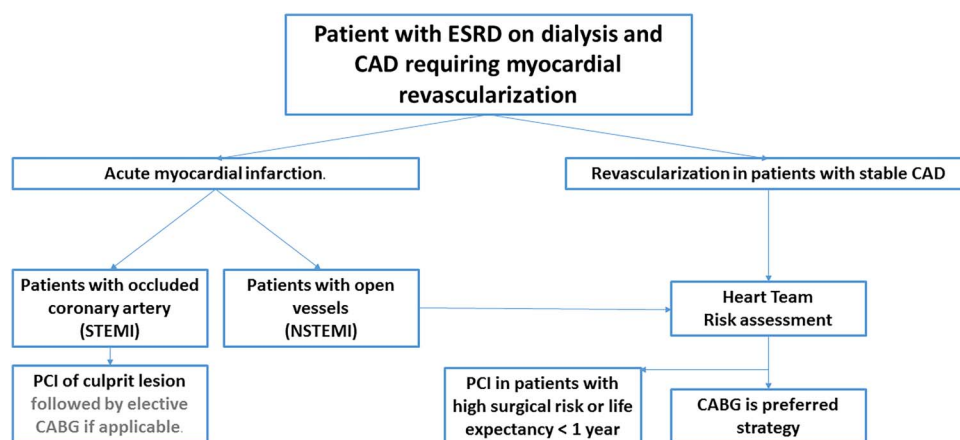 Patient with ESRD on dialysis and
CAD requiring myocardial
revascularization
Acute myocardial infarction.
Revascularization in patients with stable CAD
Patients with occluded
coronary artery
(STEMI)
Patients with open
vessels
(NSTEMI)
Heart Team
Risk assessment
PCI of culprit lesion
followed by elective
CABG if applicable.
PCI in patients with
high surgical risk or life
expectancy < 1 year
CABG is preferred
strategy